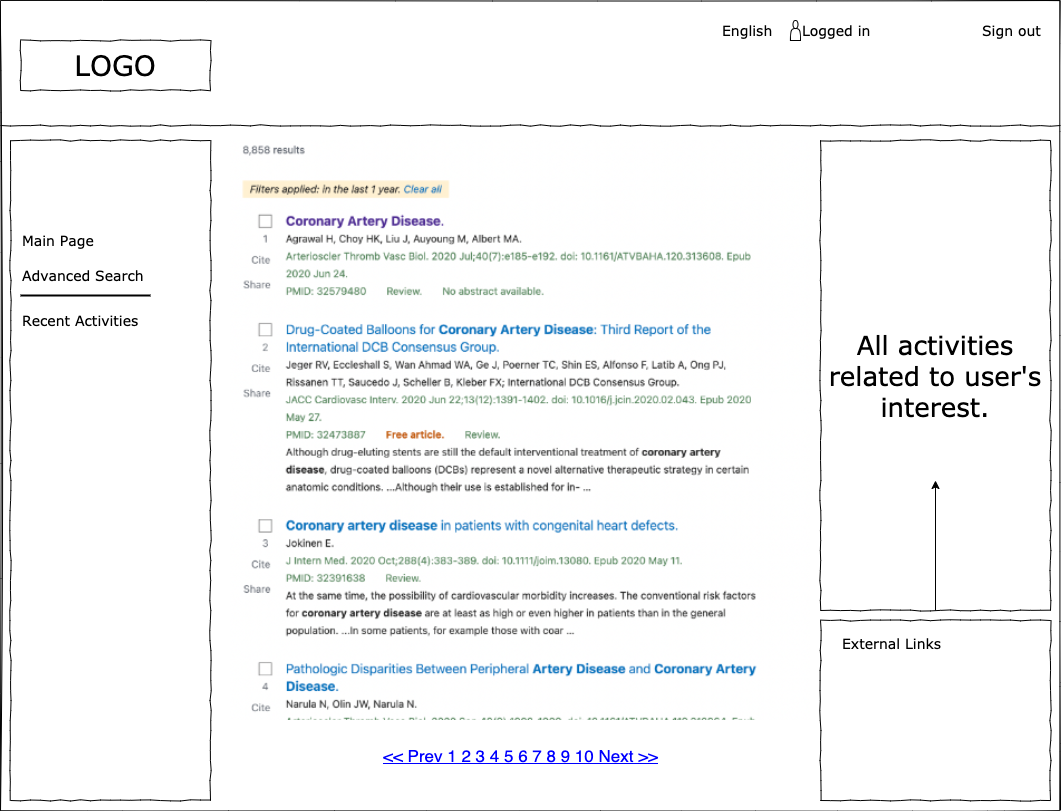 English
Logged in
Sign out
LOGO
Main Page
Advanced Search
Recent Activities
8,858 results
Filters applied: in the last 1 year. Clear all
Coronary Artery Disease.
1
Agrawal H, Choy HK, Liu J, Auyoung M, Albert MA.
Cite
Arterioscler Thromb Vasc Biol. 2020 Jul;40(7):e185-e192. doi: 10.1161/ATVBAHA.120.313608. Epub
2020 Jun 24.
Share
PMID: 32579480 Review. No abstract available.
Drug-Coated Balloons for Coronary Artery Disease: Third Report of the
2
International DCB Consensus Group.
Cite
Jeger RV, Eccleshall S, Wan Ahmad WA, Ge J, Poerner TC, Shin ES, Alfonso F, Latib A, Ong PJ,
Rissanen TT, Saucedo J, Scheller B, Kleber FX; International DCB Consensus Group.
Share
JACC Cardiovasc Interv. 2020 Jun 22;13(12):1391-1402. doi: 10.1016/j.jcin.2020.02.043. Epub 2020
May 27.
PMID: 32473887 Free article. Review.
Although drug-eluting stents are still the default interventional treatment of coronary artery
disease, drug-coated balloons (DCBs) represent a novel alternative therapeutic strategy in certain
anatomic conditions. ...Although their use is established for in- ...
Coronary artery disease in patients with congenital heart defects.
3
Jokinen E.
Cite
J Intern Med. 2020 Oct;288(4):383-389. doi: 10.1111/joim.13080. Epub 2020 May 11.
PMID: 32391638 Review.
Share
At the same time, the possibility of cardiovascular morbidity increases. The conventional risk factors
for coronary artery disease are at least as high or even higher in patients than in the general
population. ...In some patients, for example those with coar ...
Pathologic Disparities Between Peripheral Artery Disease and Coronary Artery
4
Disease.
Cite
Narula N, Olin JW, Narula N.
<< Prev 1 2 3 4 5 6 7 8 9 10 Next >>
All activities
related to user's
interest.
External Links